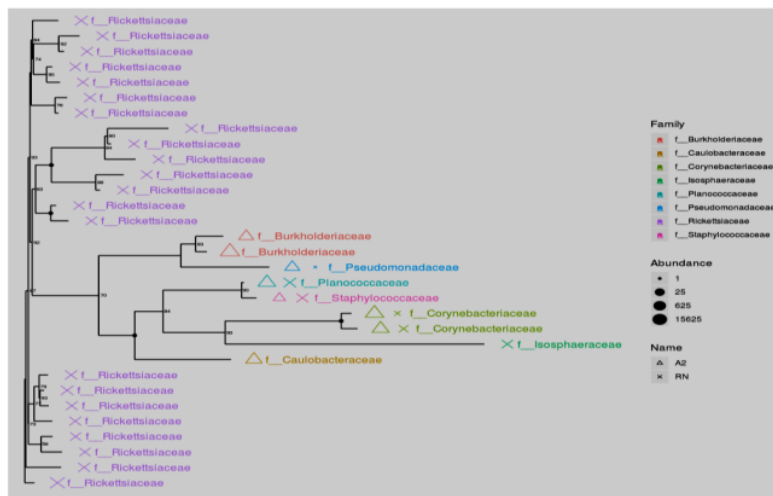 f__Rickettsiaceae
f__Rickettsiaceae
f__Rickettsiaceae
f__Rickettsiaceae
f__Rickettsiaceae
f__Rickettsiaceae
f__Rickettsiaceae
f__Rickettsiaceae
f__Rickettsiaceae
f__Rickettsiaceae
f__Rickettsiaceae
f__Rickettsiaceae
f__Rickettsiaceae
f__Rickettsiaceae
f__Burkholderiaceae
f__Burkholderiaceae
f__Pseudomonadaceae
f__Planococcaceae
f__Staphylococcaceae
f__Corynebacteriaceae
f__Corynebacteriaceae
f__Isosphaeraceae
f__Caulobacteraceae
f__Rickettsiaceae
f__Rickettsiaceae
f__Rickettsiaceae
f__Rickettsiaceae
f__Rickettsiaceae
f__Rickettsiaceae
f__Rickettsiaceae
f__Rickettsiaceae
Family
f__Burkholderiaceae
f__Caulobacteraceae
f__Corynebacteriaceae
f__Isosphaeraceae
f__Planococcaceae
f__Pseudomonadaceae
f__Rickettsiaceae
f__Staphylococcaceae
Abundance
1
25
625
15625
Name
A2
RN